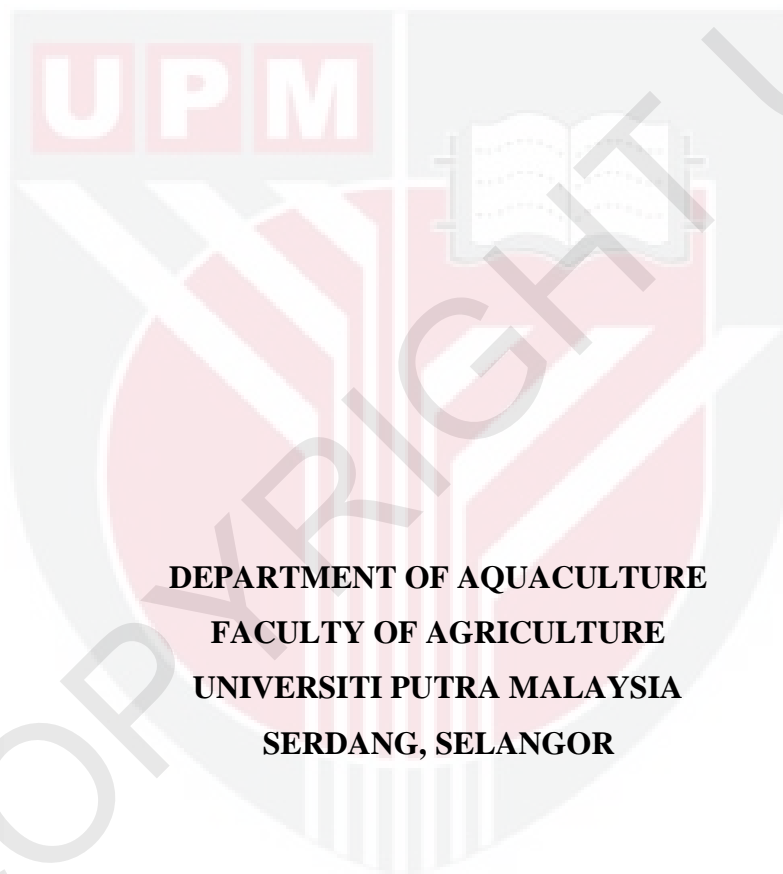 UPM
COPYRIGHT U
DEPARTMENT OF AQUACULTURE
FACULTY OF AGRICULTURE
UNIVERSITI PUTRA MALAYSIA
SERDANG, SELANGOR